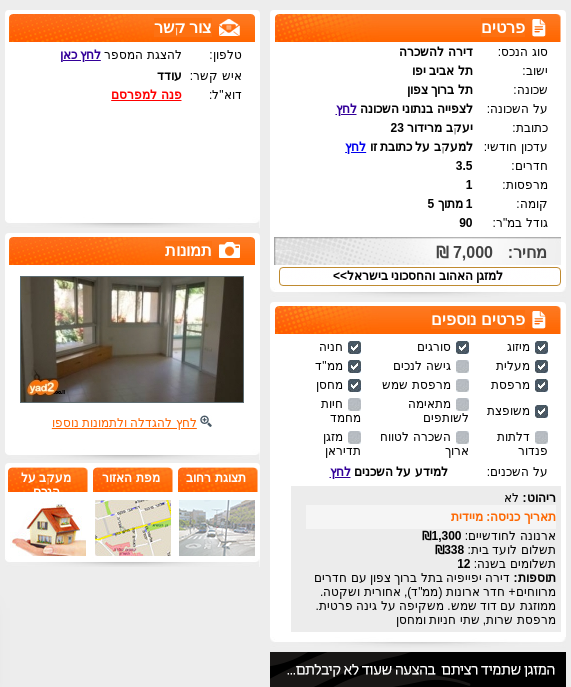 פרטים
סוג הנכס: דירה להשכרה
ישוב: תל אביב יפו
שכונה: תל ברוך צפון
על השכונה: לצפייה בנתוני השכונה לחץ
כתובת: יעקב מרידור 23
עדכון חודשי: למעקב על כתובת זו לחץ
חדרים: 3.5
מרפסות: 1
קומה: 1 מתוך 5
גודל במ"ר: 90
מחיר: 7,000 ₪
למזגן האהוב והחסכוני בישראל>>
פרטים נוספים
מיזוג סורגים חניה
מעלית גישה לנכים ממ"ד
מרפסת מרפסת שמש מחסן
משופצת מתאימה לשותפים חיות מחמד
דלתות פנדור השכרה לטווח ארוך מזגן תדיראן
על השכנים: למידע על השכנים לחץ
ריהוט: לא
תאריך כניסה: מיידית
ארנונה לחודשיים: 1,300₪
תשלום לועד בית: 338₪
תשלומים בשנה: 12
תוספות: דירה יפייפיה בתל ברוך צפון עם חדרים
מרווחים+ חדר ארונות (ממ"ד), אחורית ושקטה.
ממוזגת עם דוד שמש. משקיפה על גינה פרטית.
מרפסת שרות, שתי חניות ומחסן
המזגן שתמיד רציתם בהצעה שעוד לא קיבלתם...
צור קשר
טלפון: להצגת המספר לחץ כאן
איש קשר: עודד
דוא"ל: פנה למפרסם
תמונות
yad2
לחץ להגדלה ולתמונות נוספו
תצוגת רחוב
מפת האזור
מעקב על
הנכס